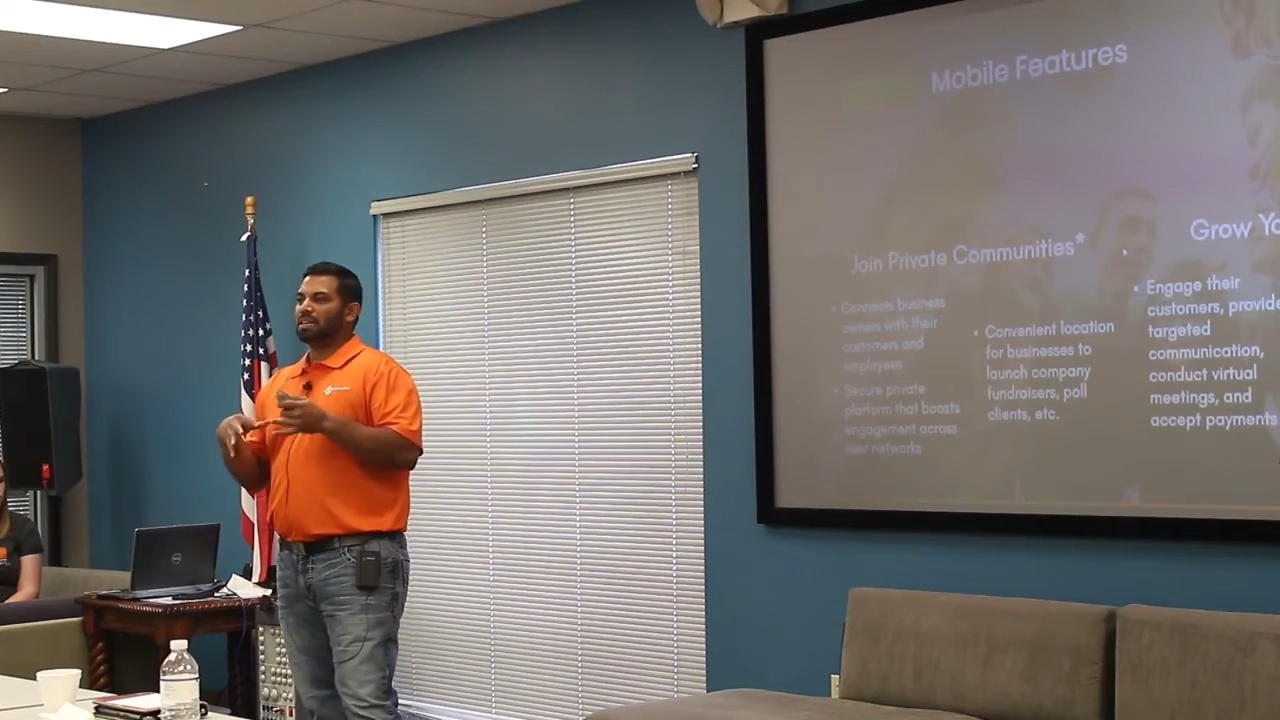 Mobile Features
Join Private Communities*
• Connects business
owners with their
customers and
employees
• Secure private
platform that boosts
engagement across
user networks
• Convenient location
for businesses to
launch company
fundraisers, poll
clients, etc.
Grow Yo
• Engage their
customers, provide
targeted
communication,
conduct virtual
meetings, and
accept payments
DELL